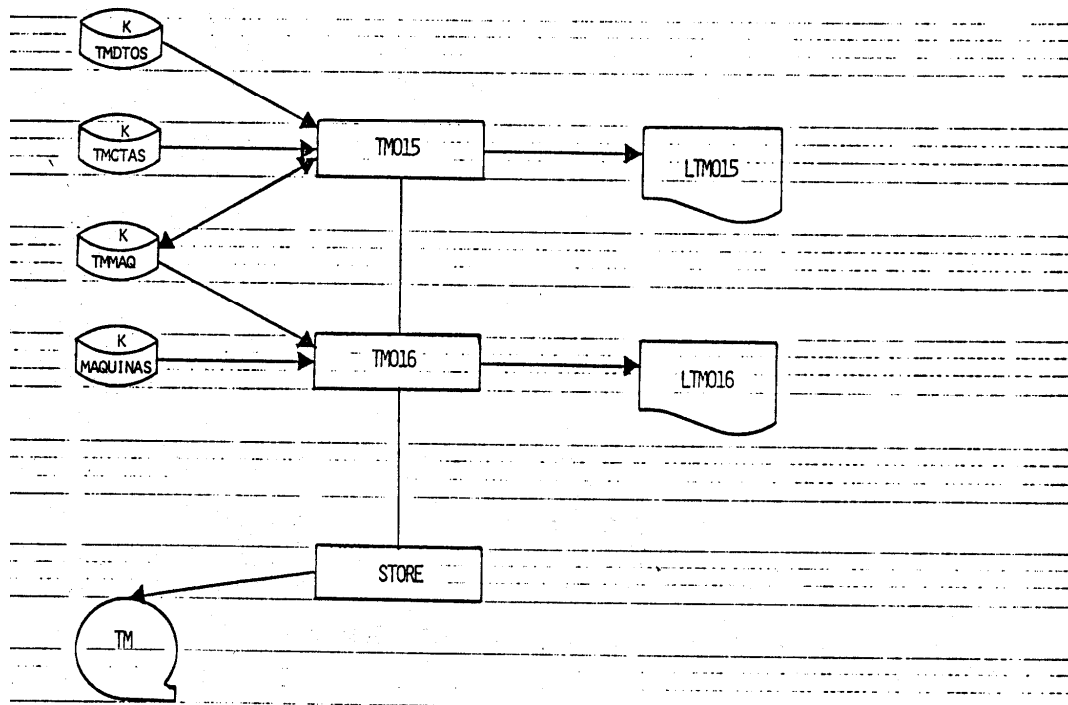 K
TMDTOS
K
TMCTAS
TM015
LTM015
K
TMMAQ
K
MAQUINAS
TM016
LTM016
STORE
TM